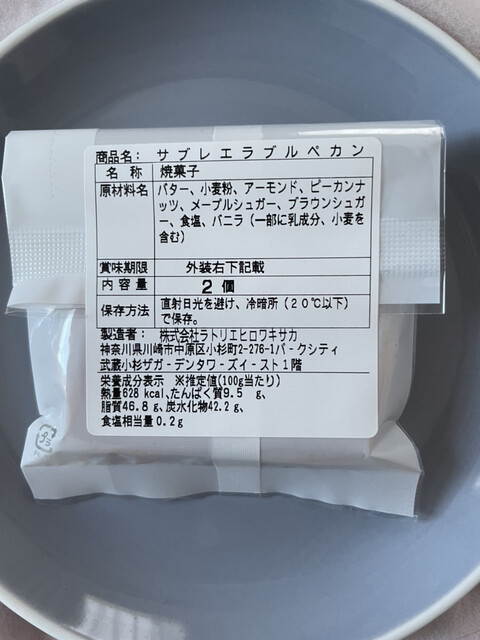 商品名: サブレエラブルペカン
名 称 焼菓子
原材料名 バター、小麦粉、アーモンド、ピーカンナ
ッツ、メープルシュガー、ブラウンシュガ
ー、食塩、バニラ（一部に乳成分、小麦を
含む）
賞味期限 外装右下記載
内 容 量 2 個
保存方法 直射日光を避け、冷暗所（20℃以下）
で保存。
製造者: 株式会社ラトリエヒロワキサカ
神奈川県川崎市中原区小杉町2-276-1パ-クシティ
武蔵小杉ザガ-デンタワ-ズイ-スト1階
栄養成分表示 ※推定値(100g当たり)
熱量628 kcal､たんぱく質9.5 g､
脂質46.8 g､炭水化物42.2 g､
食塩相当量0.2g